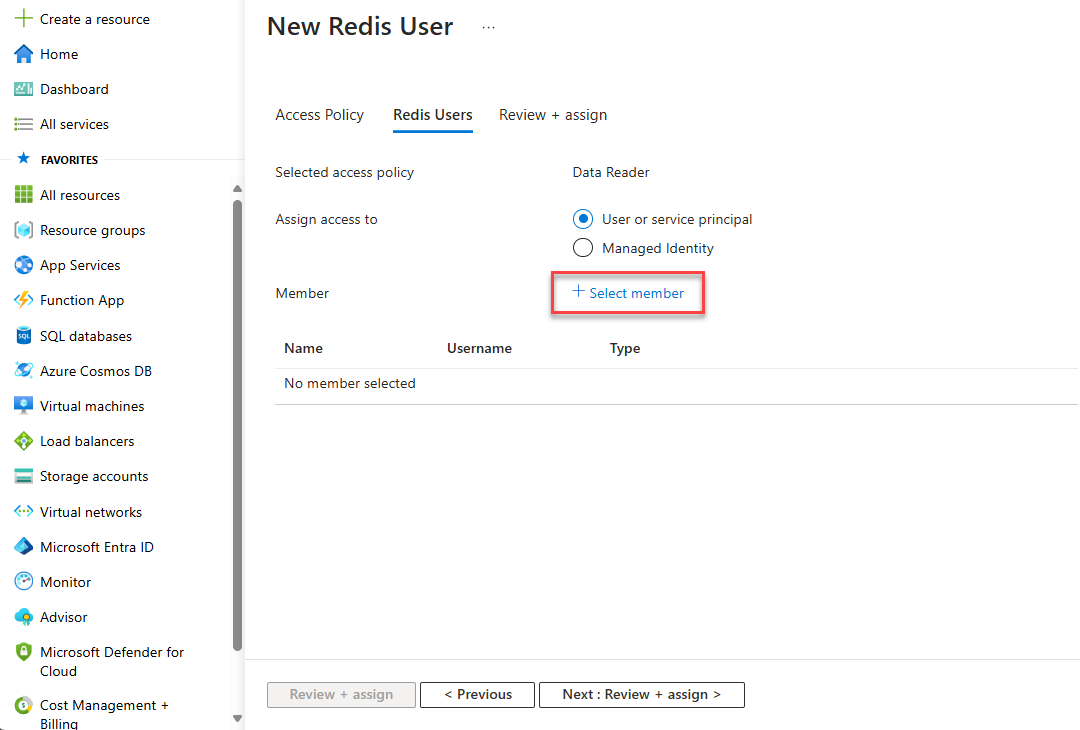 Create a resource
Home
Dashboard
All services
FAVORITES
All resources
Resource groups
App Services
Function App
SQL
SQL databases
Azure Cosmos DB
Virtual machines
Load balancers
Storage accounts
Virtual networks
Microsoft Entra ID
Monitor
Advisor
Microsoft Defender for
Cloud
Cost Management +
Billing
New Redis User ...
Access Policy Redis Users Review + assign
Selected access policy Data Reader
Assign access to User or service principal
Managed Identity
Member + Select member
Name Username Type
No member selected
Review + assign < Previous Next : Review + assign >